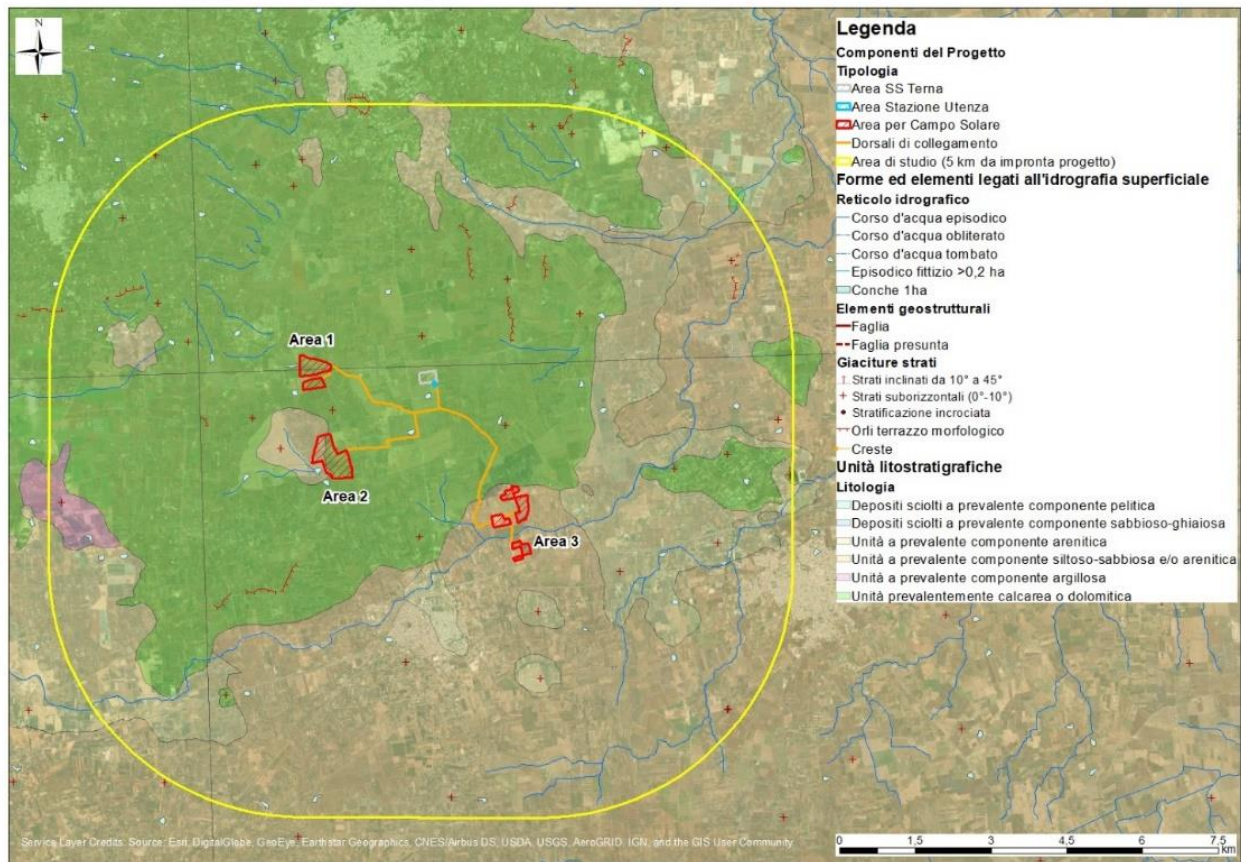 N
Legenda
Componenti del Progetto
Tipologia
Area SS Terna
Area Stazione Utenza
Area per Campo Solare
Dorsali di collegamento
Area di studio (5 km da impronta progetto)
Forme ed elementi legati all'idrografia superficiale
Reticolo idrografico
Corso d'acqua episodico
Corso d'acqua obliterato
Corso d'acqua tombato
Episodico fittizio >0,2 ha
Conche 1ha
Elementi geostrutturali
Faglia
Faglia presunta
Giaciture strati
Strati inclinati da 10° a 45°
Strati suborizzontali (0°-10°)
Stratificazione incrociata
Orli terrazzo morfologico
Creste
Unità litostratigrafiche
Litologia
Depositi sciolti a prevalente componente pelitica
Depositi sciolti a prevalente componente sabbioso-ghiaiosa
Unità a prevalente componente arenitica
Unità a prevalente componente siltoso-sabbiosa e/o arenitica
Unità a prevalente componente argillosa
Unità prevalentemente calcarea o dolomitica
Area 1
Area 2
Area 3
Service Layer Credits: Source: Esri, DigitalGlobe, GeoEye, Earthstar Geographics, CNES/Airbus DS, USDA, USGS, AeroGRID, IGN, and the GIS User Community
0 1,5 3 4,5 6 7,5
km